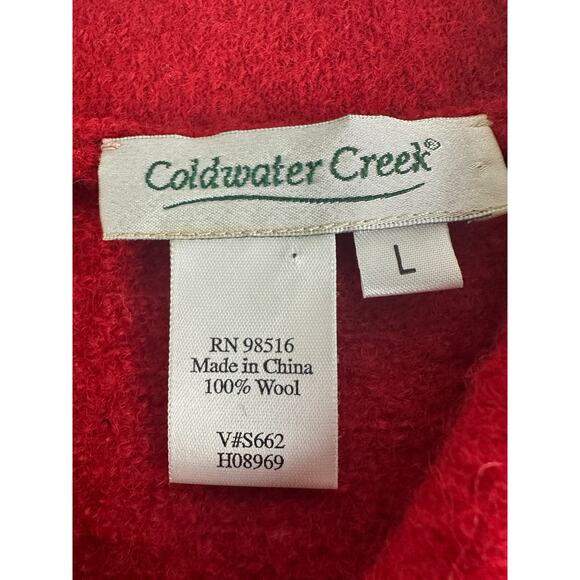 Coldwater Creek®
L
RN 98516
Made in China
100% Wool
V#S662
H08969